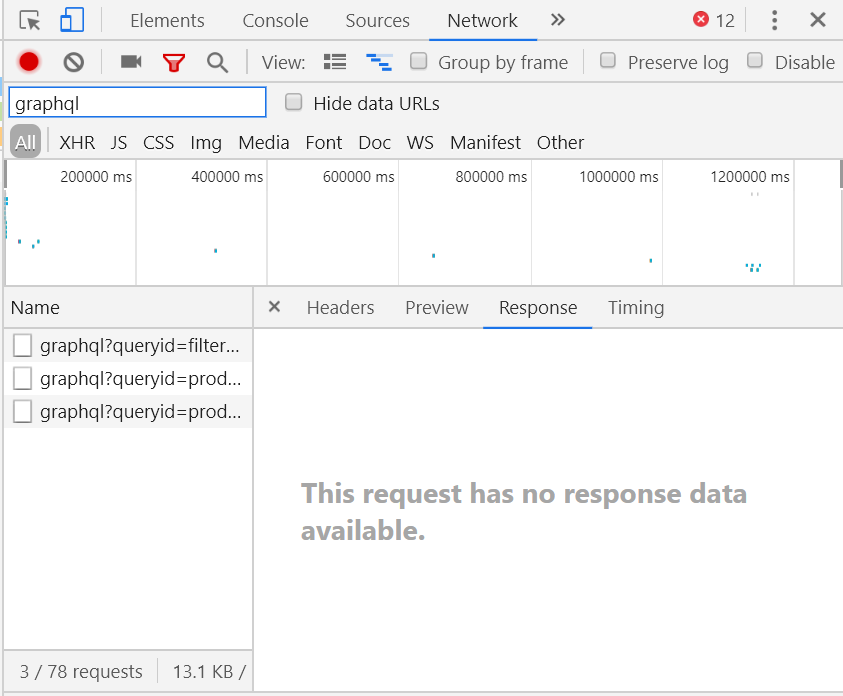 Elements Console Sources Network » 12
View: Group by frame Preserve log Disable
graphql Hide data URLs
All XHR JS CSS Img Media Font Doc WS Manifest Other
200000 ms 400000 ms 600000 ms 800000 ms 1000000 ms 1200000 ms
Name Headers Preview Response Timing
graphql?queryid=filter...
graphql?queryid=prod...
graphql?queryid=prod...
This request has no response data
available.
3 / 78 requests 13.1 KB /